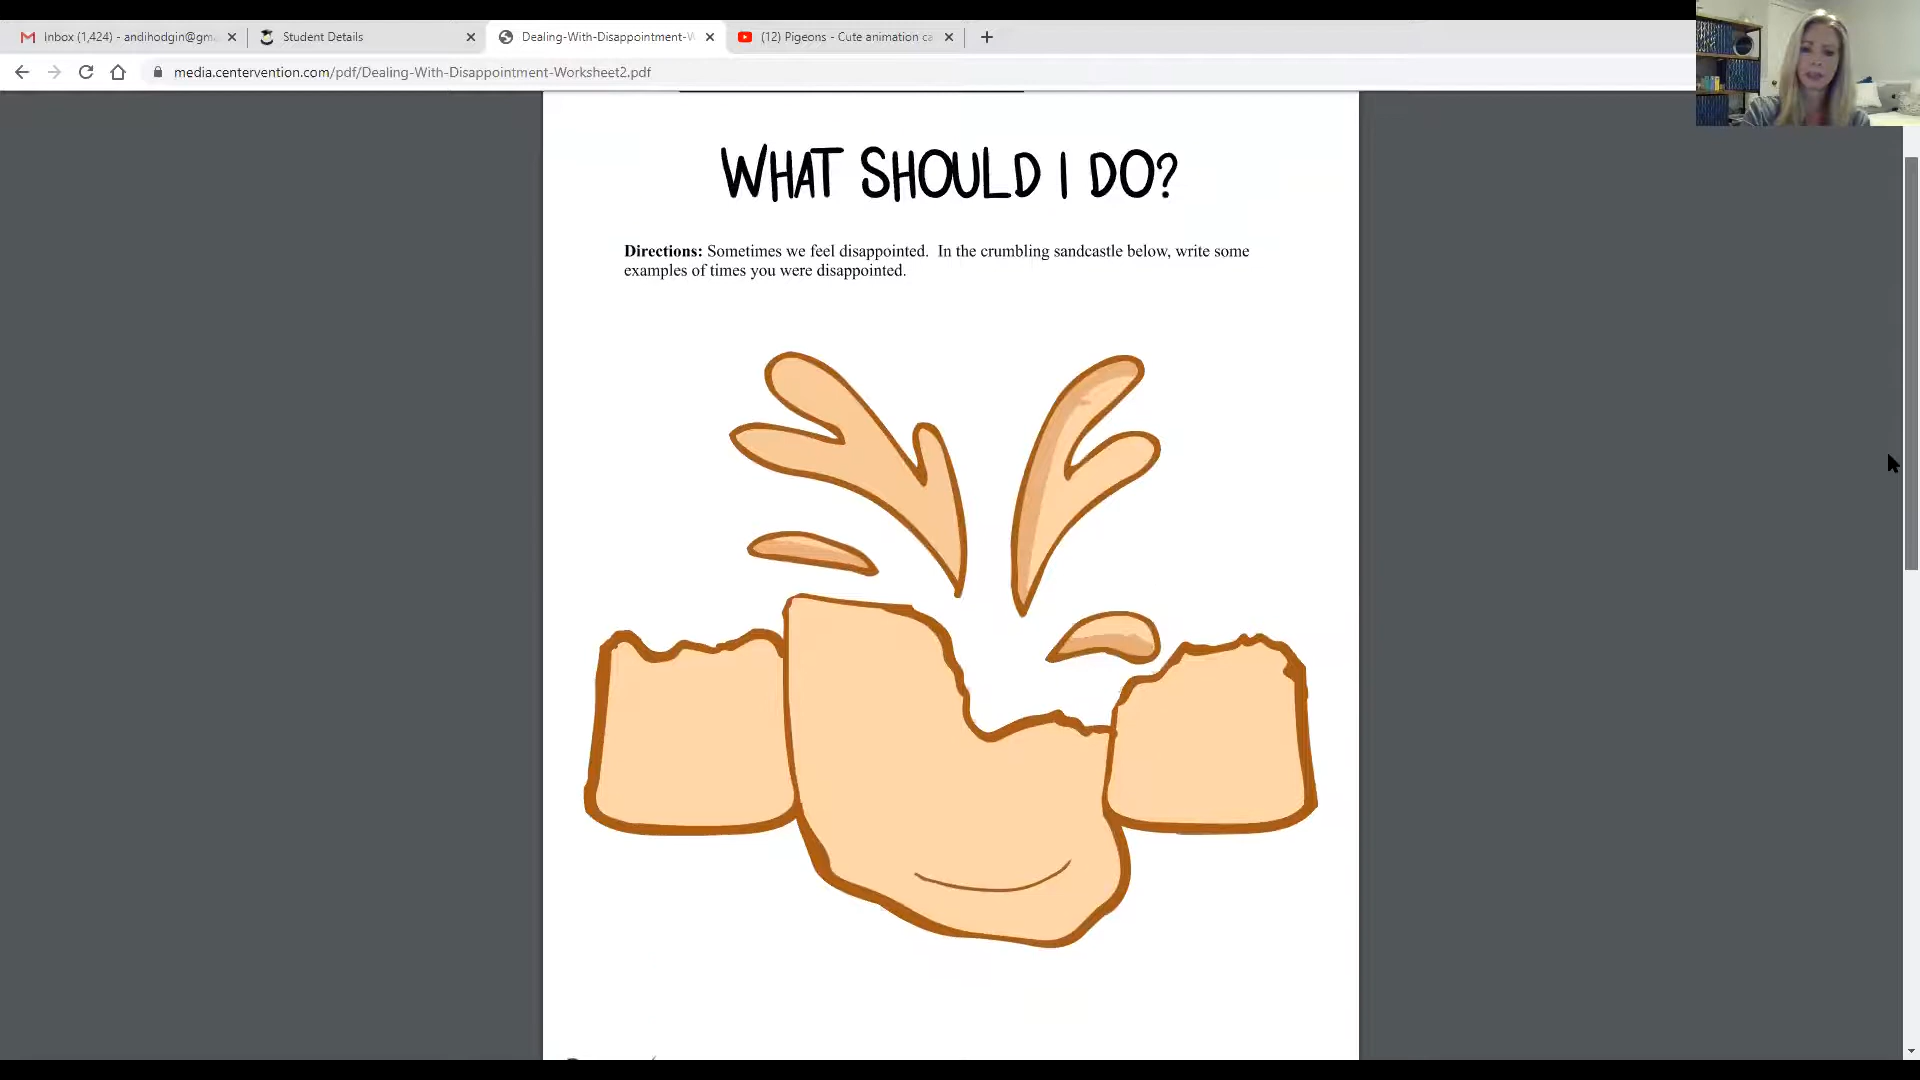 Inbox (1,424) - andihodgin@gm
Student Details
Dealing-With-Disappointment-W
(12) Pigeons - Cute animation ca
media.centervention.com/pdf/Dealing-With-Disappointment-Worksheet2.pdf
WHAT SHOULD I DO?
Directions: Sometimes we feel disappointed. In the crumbling sandcastle below, write some
examples of times you were disappointed.